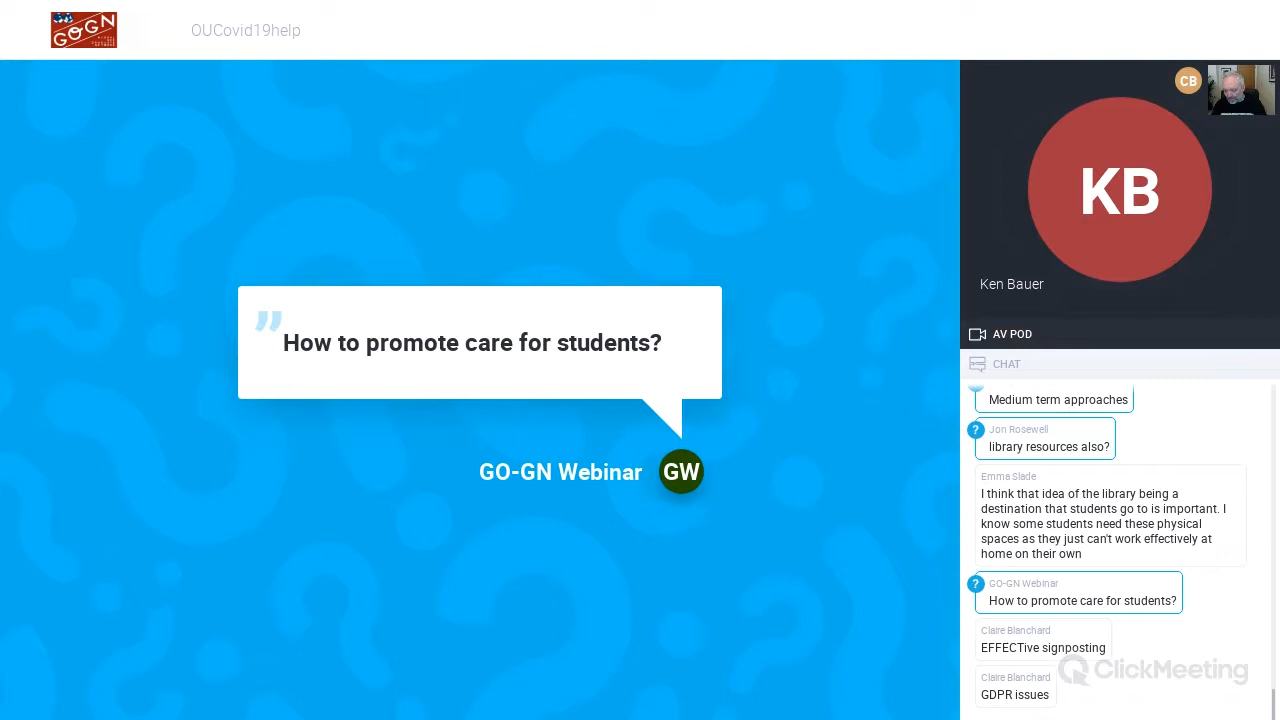 GO-GN
OUCovid19help
CB
KB
Ken Bauer
AV POD
"How to promote care for students?
GO-GN Webinar
GW
CHAT
Medium term approaches
?
Jon Rosewell
library resources also?
Emma Slade
I think that idea of the library being a
destination that students go to is important. I
know some students need these physical
spaces as they just can't work effectively at
home on their own
?
GO-GN Webinar
How to promote care for students?
Claire Blanchard
EFFECTive signposting
Claire Blanchard
GDPR issues
ClickMeeting